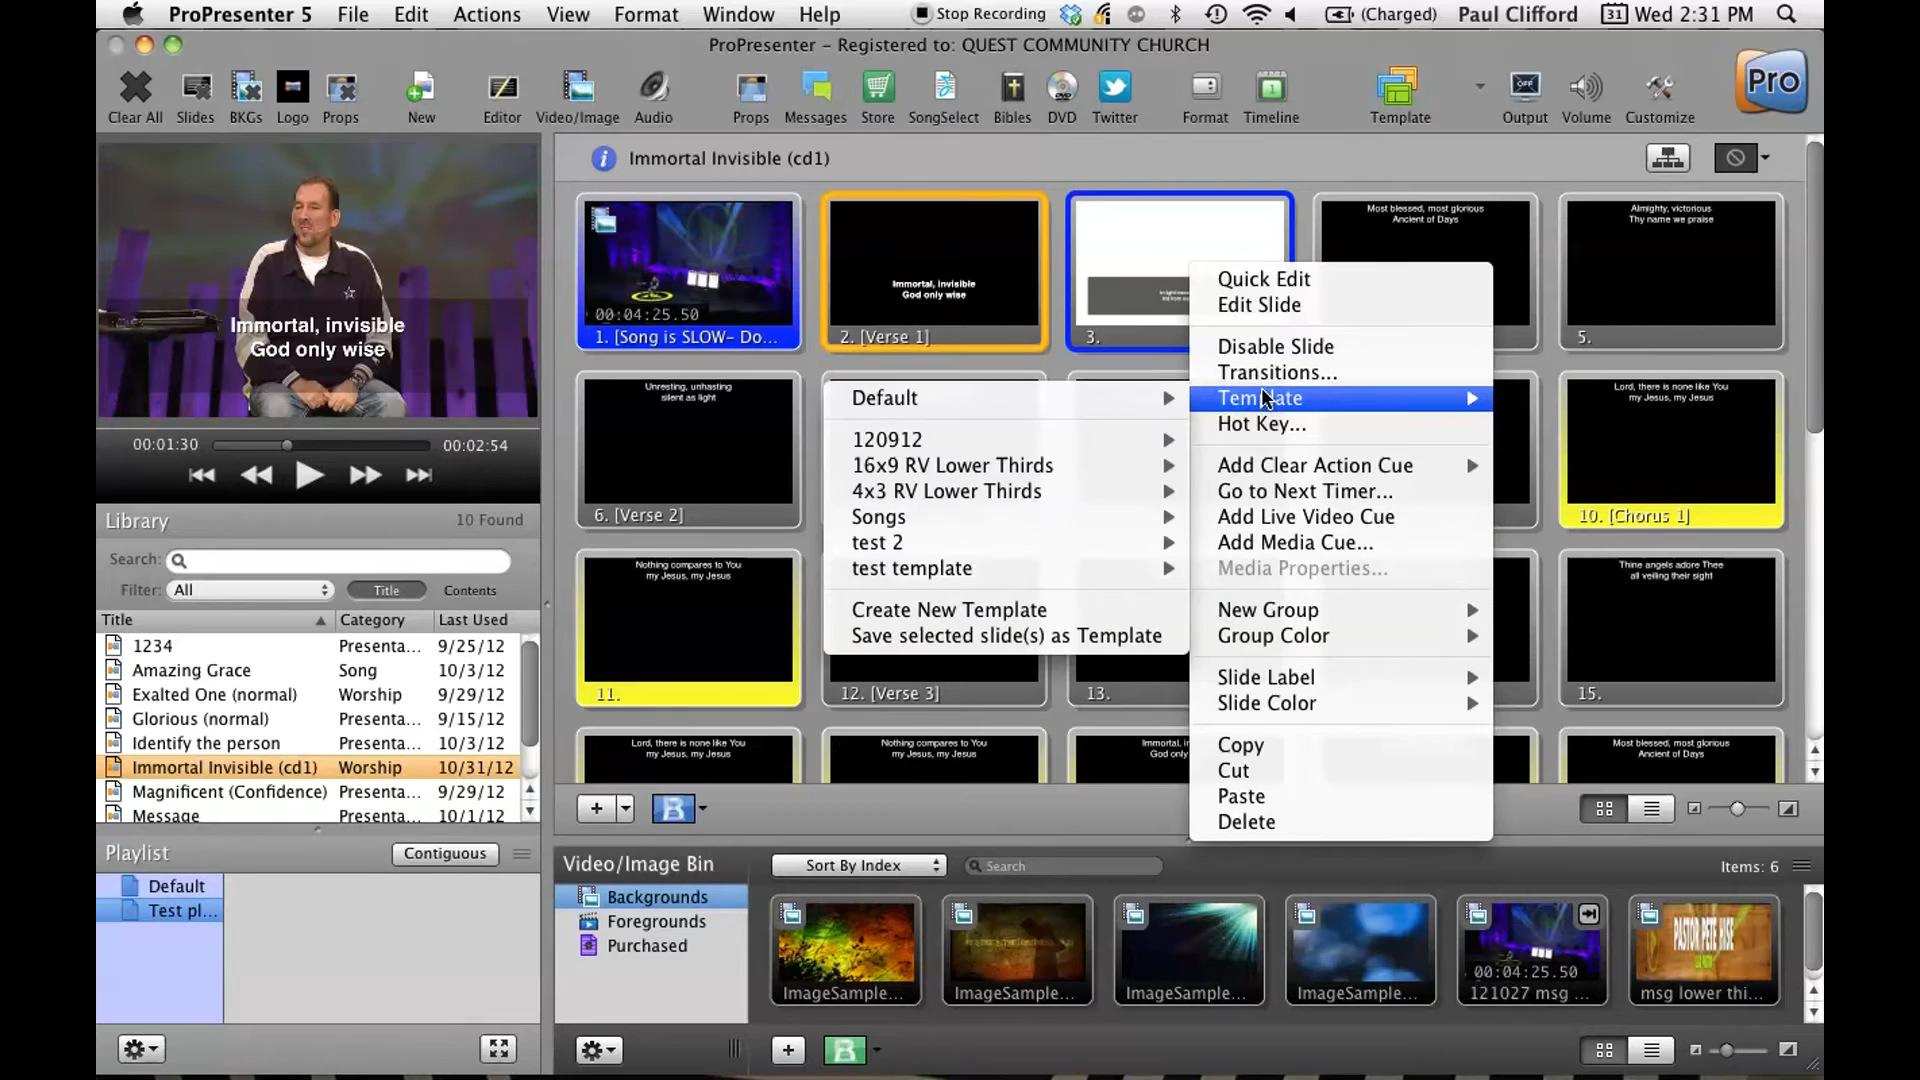 ProPresenter 5 File Edit Actions View Format Window Help Stop Recording (Charged) Paul Clifford 31 Wed 2:31 PM
ProPresenter – Registered to: QUEST COMMUNITY CHURCH
OFF
1
Pro
Clear All Slides BKGs Logo Props New Editor Video/Image Audio Props Messages Store SongSelect Bibles DVD Twitter Format Timeline Template Output Volume Customize
Immortal, invisible
God only wise
00:01:30
00:02:54
Immortal Invisible (cd1)
00:04:25.50
1. [Song is SLOW- Do...
Immortal, invisible
God only wise
2. [Verse 1]
3.
Most blessed, most glorious
Ancient of Days
Almighty, victorious
Thy name we praise
5.
Unresting, unhasting
silent as light
6. [Verse 2]
Lord, there is none like You
my Jesus, my Jesus
10. [Chorus 1]
Nothing compares to You
my Jesus, my Jesus
11.
12. [Verse 3]
13.
Thine angels adore Thee
all veiling their sight
15.
Lord, there is none like You
my Jesus, my Jesus
Nothing compares to You
my Jesus, my Jesus
Immortal, in
God only
Most blessed, most glorious
Ancient of Days
Quick Edit
Edit Slide
Disable Slide
Transitions...
Template
Hot Key...
Add Clear Action Cue
Go to Next Timer...
Add Live Video Cue
Add Media Cue...
Media Properties...
New Group
Group Color
Slide Label
Slide Color
Copy
Cut
Paste
Delete
Default
120912
16x9 RV Lower Thirds
4x3 RV Lower Thirds
Songs
test 2
test template
Create New Template
Save selected slide(s) as Template
Library 10 Found
Search:
Filter: All Title Contents
Title Category Last Used
1234 Presenta... 9/25/12
Amazing Grace Song 10/3/12
Exalted One (normal) Worship 9/29/12
Glorious (normal) Presenta... 9/15/12
Identify the person Presenta... 10/3/12
Immortal Invisible (cd1) Worship 10/31/12
Magnificent (Confidence) Presenta... 9/29/12
Message Presenta... 10/1/12
Playlist Contiguous
Default
Test pl...
B
Video/Image Bin Sort By Index Search Items: 6
Backgrounds
Foregrounds
Purchased
ImageSample...
ImageSample...
ImageSample...
ImageSample...
00:04:25.50
121027 msg ...
PASTOR PETE HISE
msg lower thi...
B